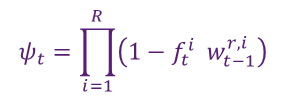 ψ_t = ∏_{i=1}^{R} (1 − f_t^i w_{t−1}^{r,i})